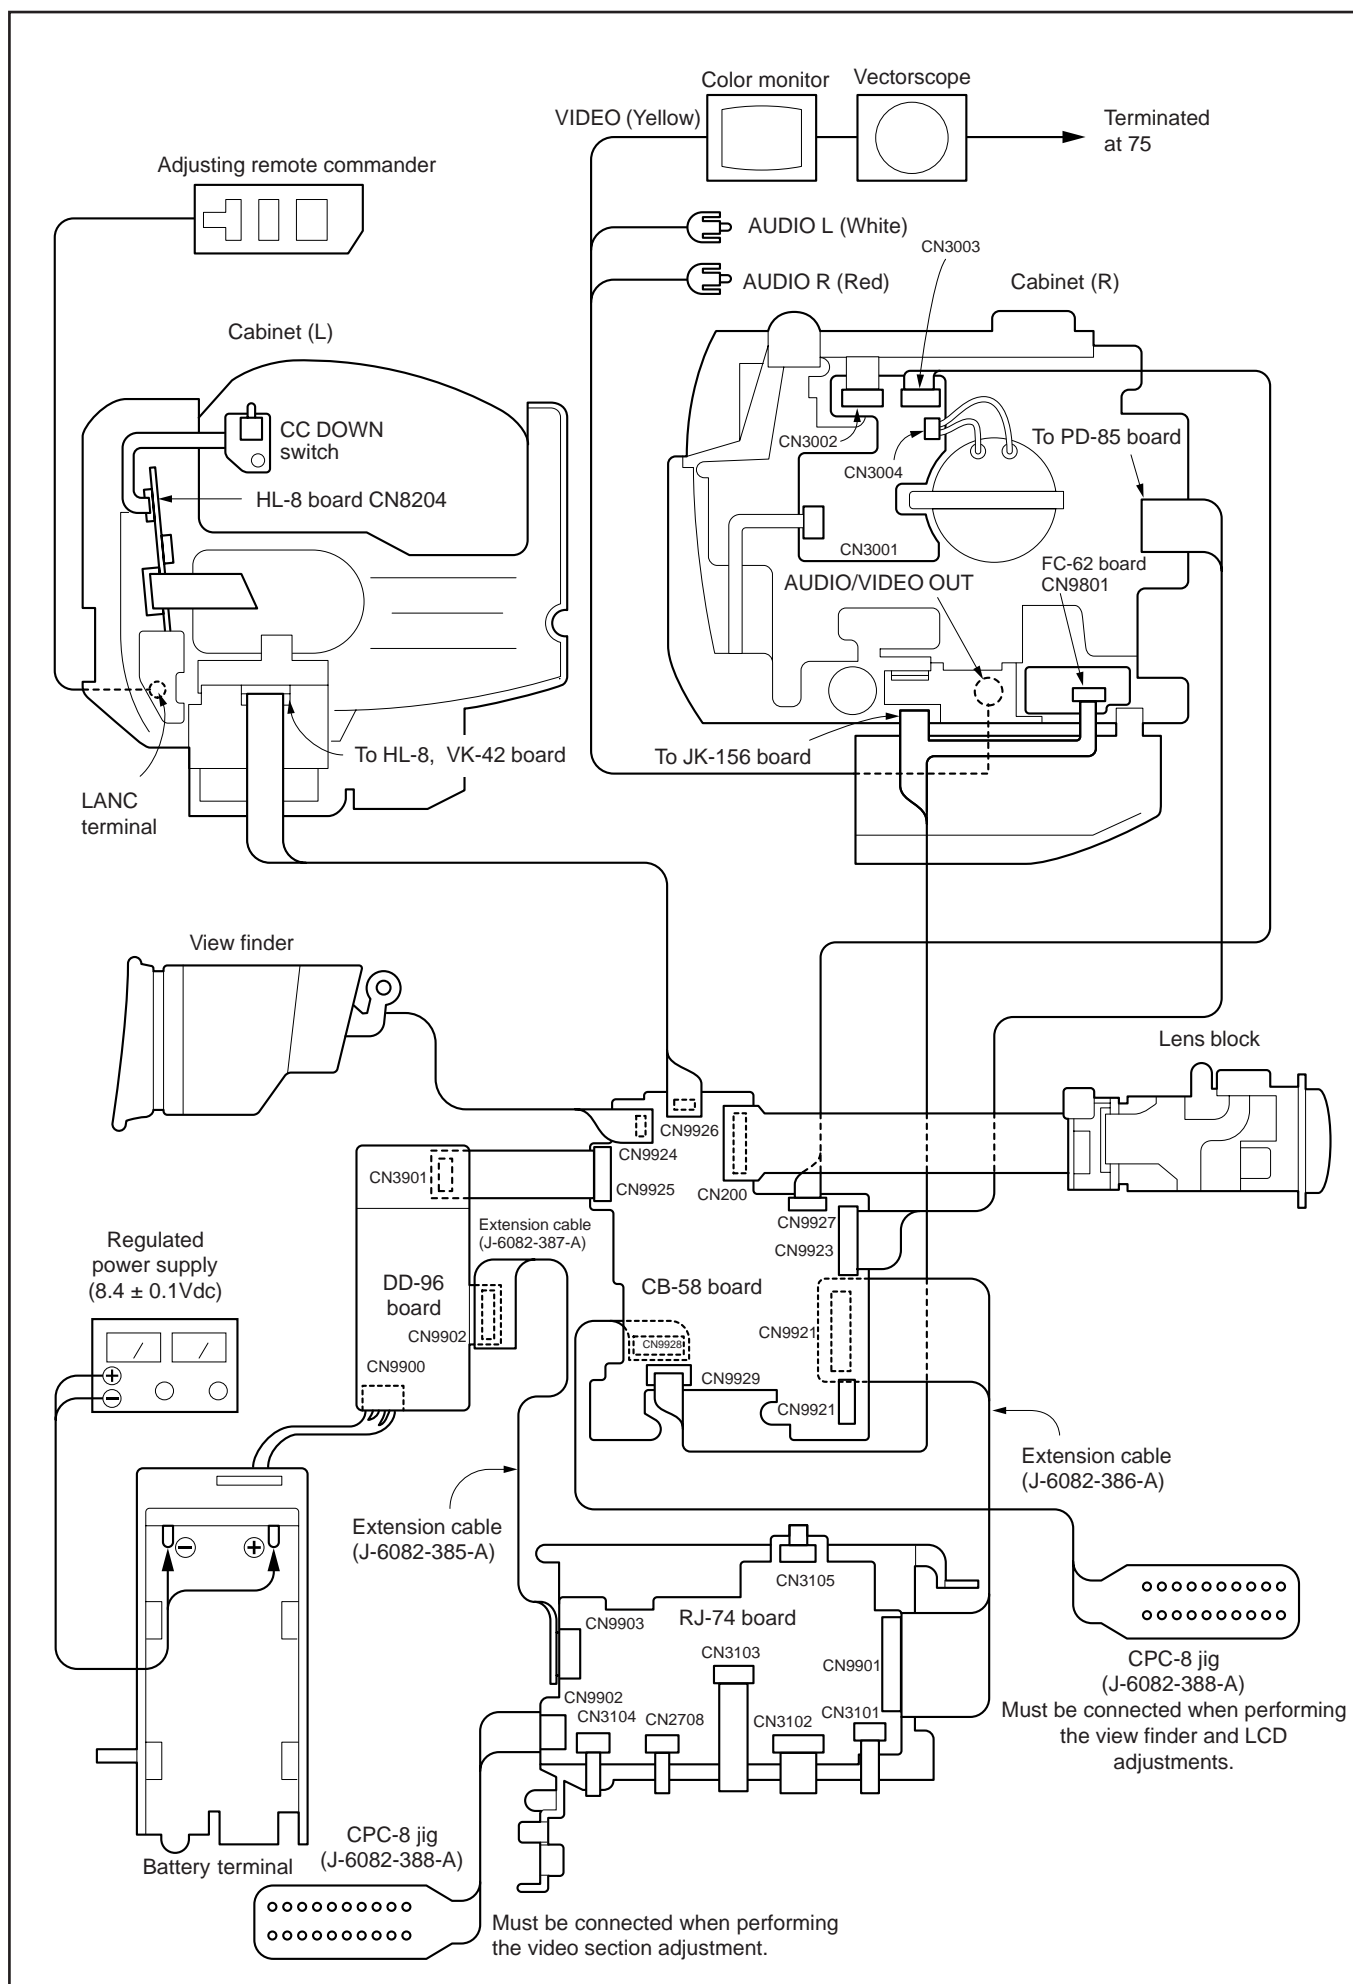 Color monitor
Vectorscope
VIDEO (Yellow)
Terminated
at 75
Adjusting remote commander
AUDIO L (White)
CN3003
AUDIO R (Red)
Cabinet (R)
Cabinet (L)
CC DOWN
switch
CN3002
To PD-85 board
CN3004
HL-8 board CN8204
CN3001
FC-62 board
CN9801
AUDIO/VIDEO OUT
To HL-8, VK-42 board
To JK-156 board
LANC
terminal
View finder
Lens block
CN9926
CN9924
CN3901
CN9925
CN200
CN9927
CN9923
Extension cable
(J-6082-387-A)
Regulated
power supply
(8.4 ± 0.1Vdc)
DD-96
board
CB-58 board
CN9902
CN9921
CN9928
CN9900
CN9929
CN9921
Extension cable
(J-6082-386-A)
Extension cable
(J-6082-385-A)
CN3105
CN9903
RJ-74 board
CN3103
CN9901
CPC-8 jig
(J-6082-388-A)
Must be connected when performing
the view finder and LCD
adjustments.
CN9902
CN3104
CN2708
CN3102
CN3101
Battery terminal
CPC-8 jig
(J-6082-388-A)
Must be connected when performing
the video section adjustment.